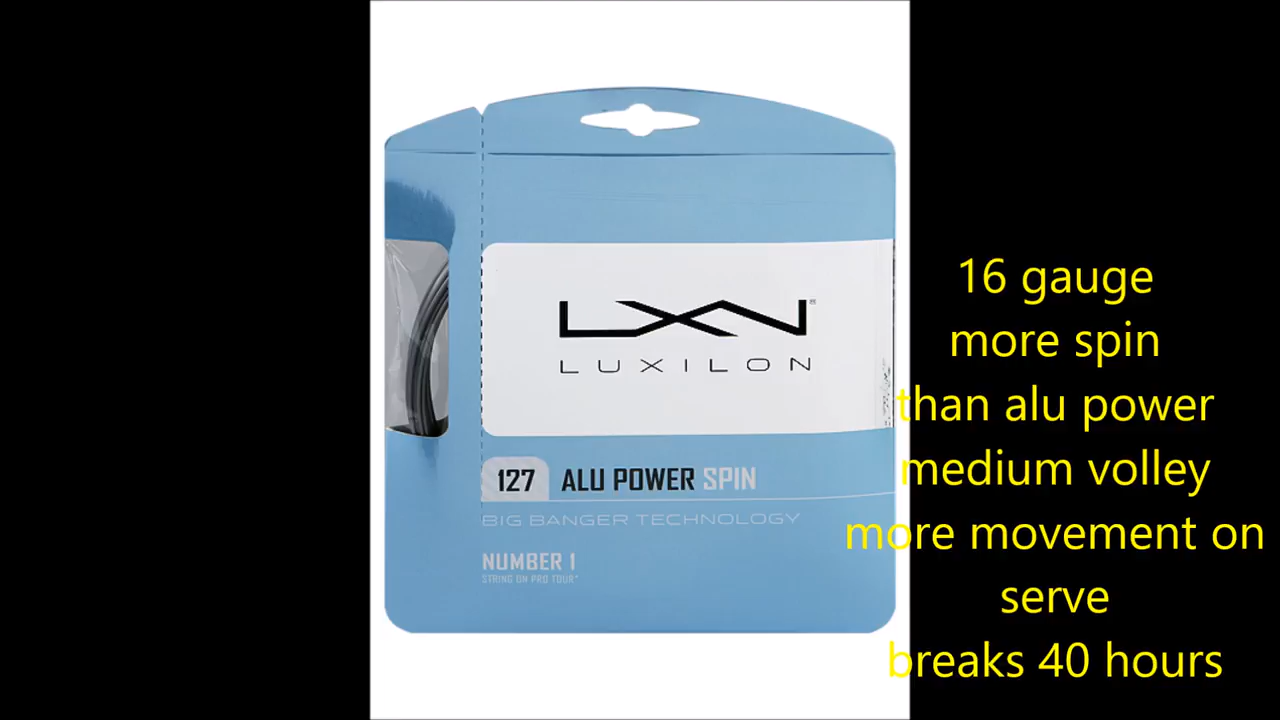 LXN®
LUXILON
127 ALU POWER SPIN
BIG BANGER TECHNOLOGY
NUMBER 1
STRING ON PRO TOUR*
16 gauge
more spin
than alu power
medium volley
more movement on
serve
breaks 40 hours